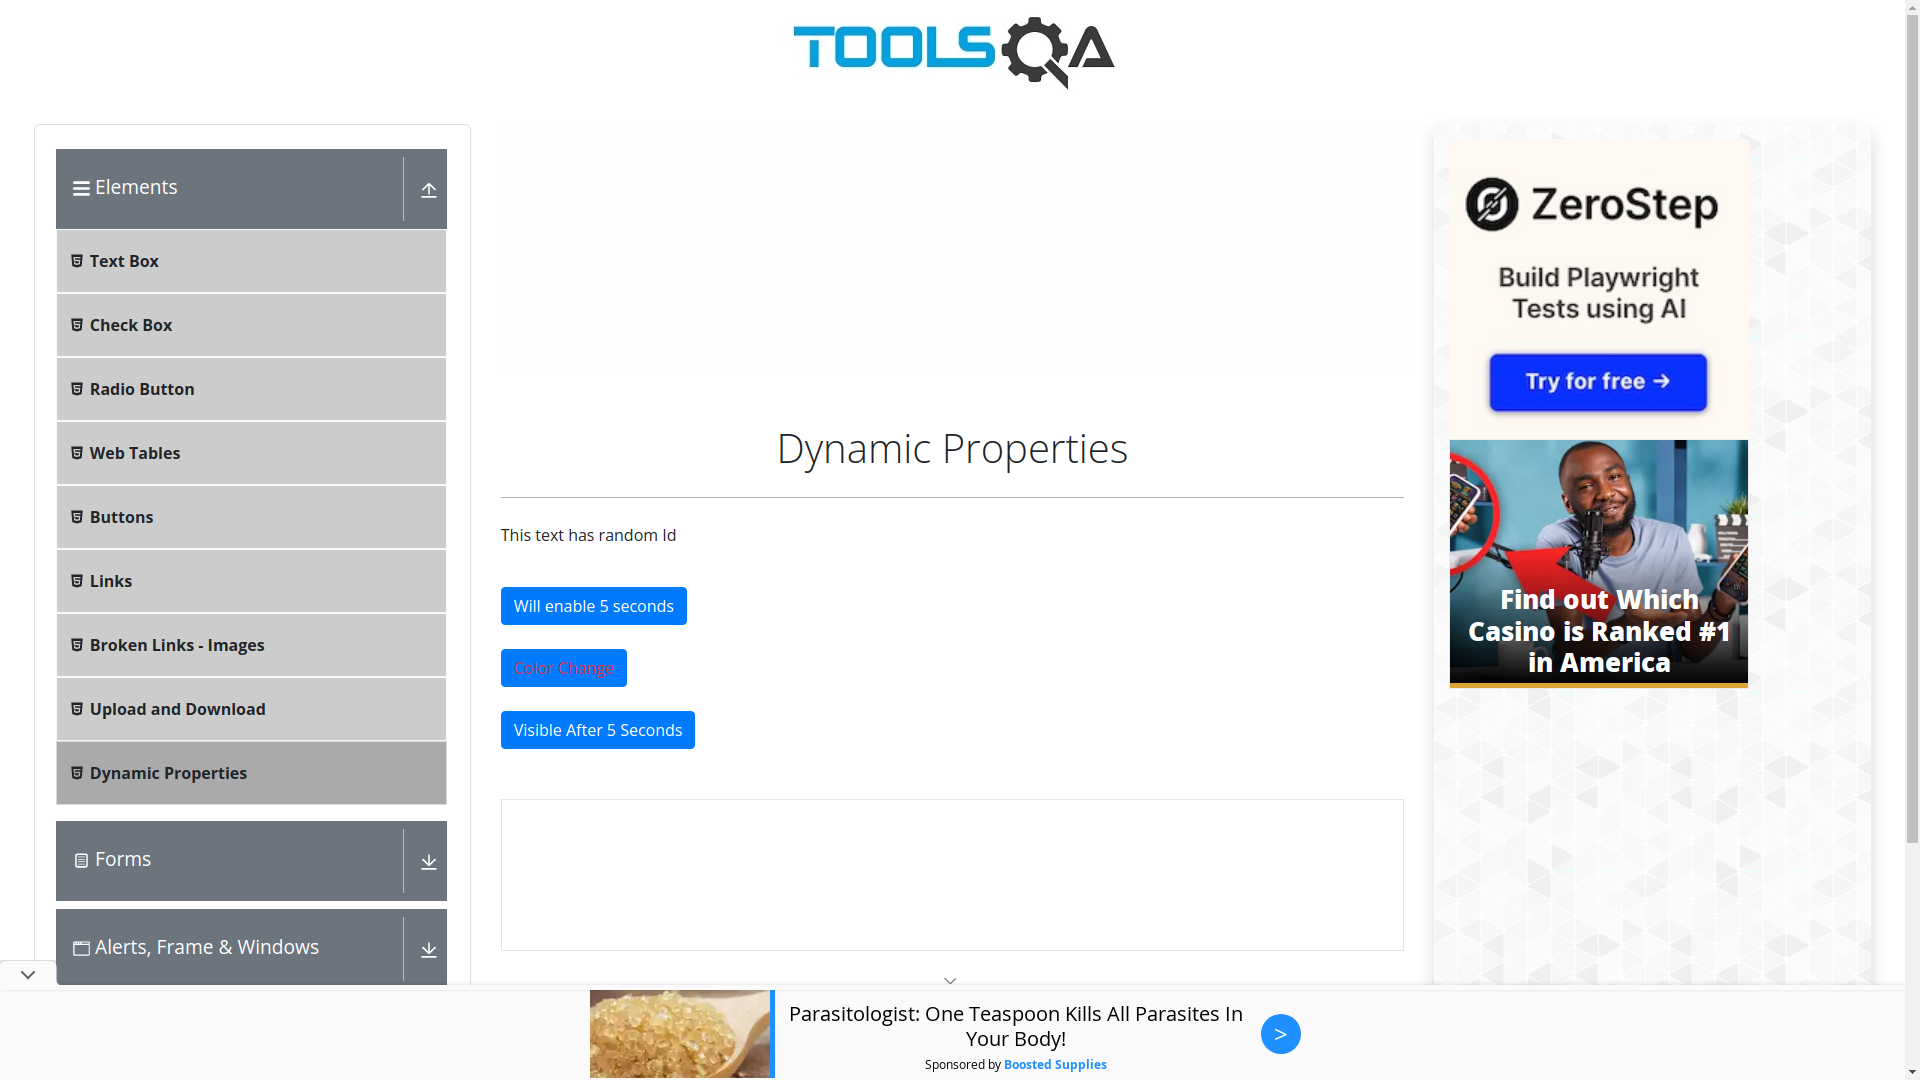 TOOLSQA
Elements
Text Box
Check Box
Radio Button
Web Tables
Buttons
Links
Broken Links - Images
Upload and Download
Dynamic Properties
Forms
Alerts, Frame & Windows
Dynamic Properties
This text has random Id
Will enable 5 seconds
Color Change
Visible After 5 Seconds
ZeroStep
Build Playwright
Tests using AI
Try for free →
Find out Which
Casino is Ranked #1
in America
Parasitologist: One Teaspoon Kills All Parasites In
Your Body!
Sponsored by Boosted Supplies
>